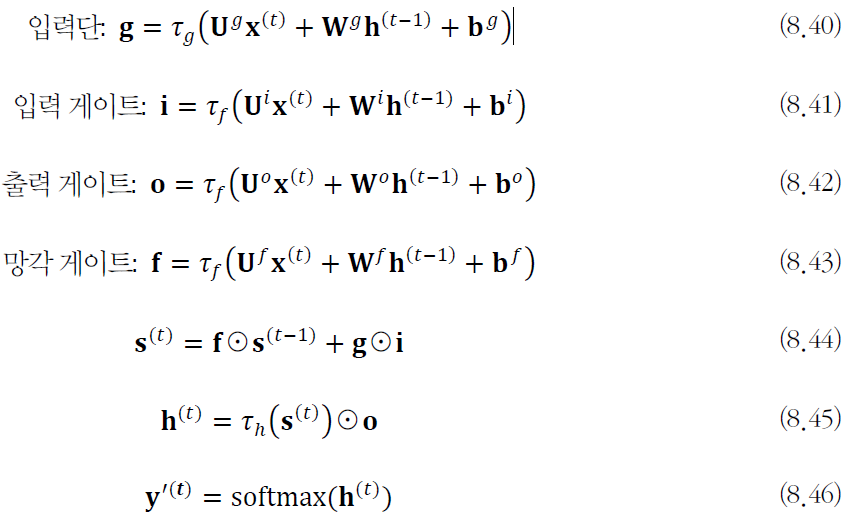 입력단: 𝐠 = τ_g(𝐔^g 𝐱^(t) + 𝐖^g 𝐡^(t−1) + 𝐛^g) (8.40)
입력 게이트: 𝐢 = τ_f(𝐔^i 𝐱^(t) + 𝐖^i 𝐡^(t−1) + 𝐛^i) (8.41)
출력 게이트: 𝐨 = τ_f(𝐔^o 𝐱^(t) + 𝐖^o 𝐡^(t−1) + 𝐛^o) (8.42)
망각 게이트: 𝐟 = τ_f(𝐔^f 𝐱^(t) + 𝐖^f 𝐡^(t−1) + 𝐛^f) (8.43)
𝐬^(t) = 𝐟⊙𝐬^(t−1) + 𝐠⊙𝐢 (8.44)
𝐡^(t) = τ_h(𝐬^(t))⊙𝐨 (8.45)
𝐲′^(t) = softmax(𝐡^(t)) (8.46)